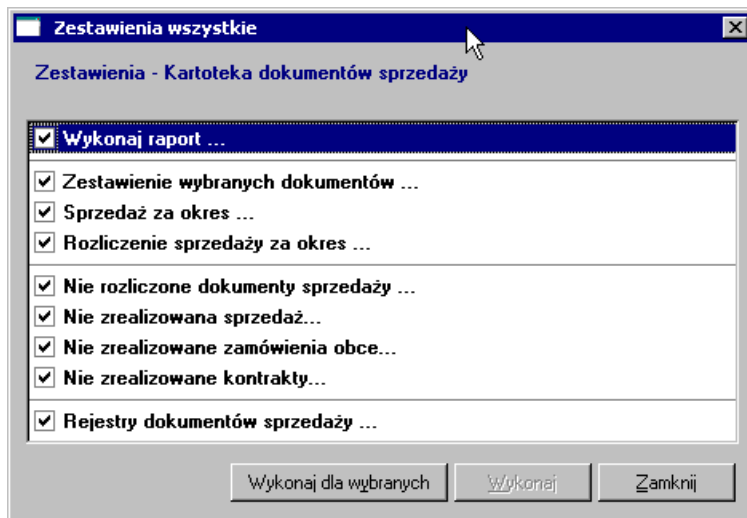 Zestawienia wszystkie
Zestawienia - Kartoteka dokumentów sprzedaży
Wykonaj raport ...
Zestawienie wybranych dokumentów ...
Sprzedaż za okres ...
Rozliczenie sprzedaży za okres ...
Nie rozliczone dokumenty sprzedaży ...
Nie zrealizowana sprzedaż...
Nie zrealizowane zamówienia obce...
Nie zrealizowane kontrakty...
Rejestry dokumentów sprzedaży ...
Wykonaj dla wybranych Wykonaj Zamknij